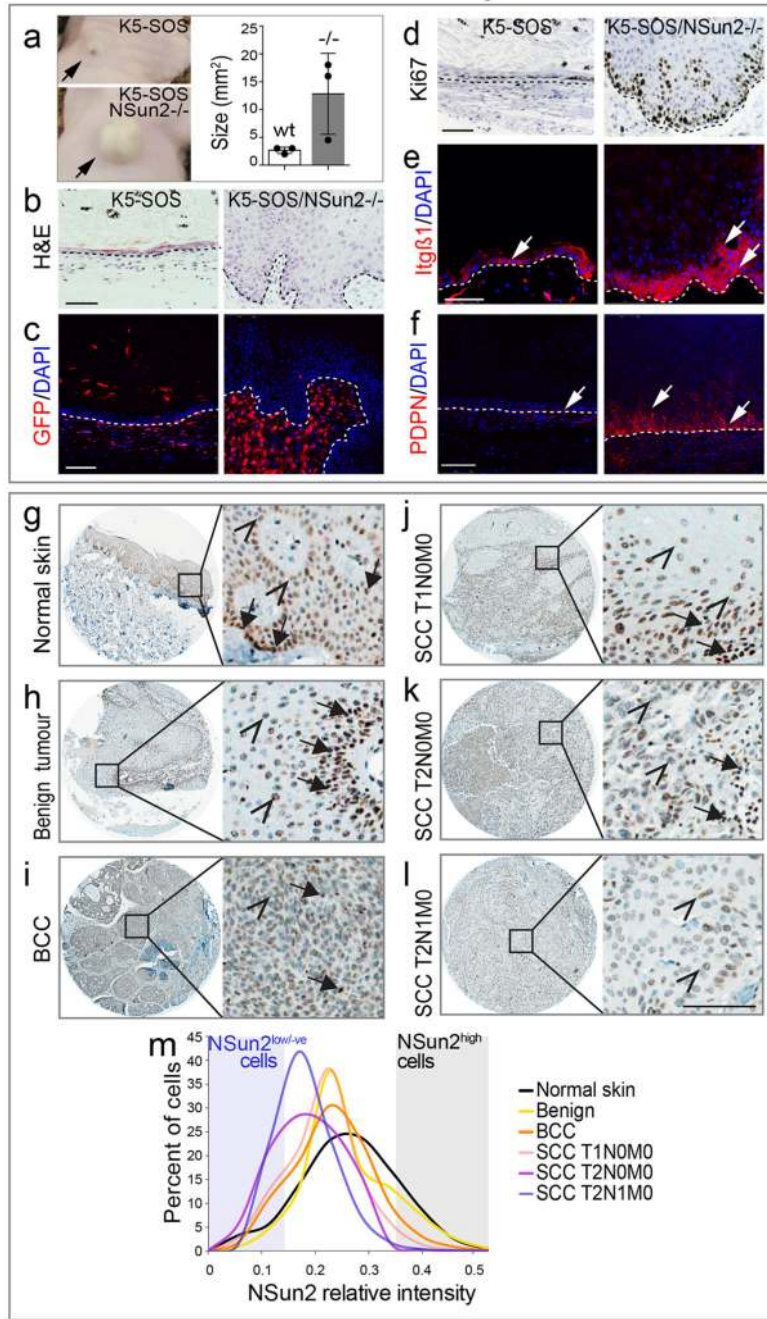 a
K5-SOS
K5-SOS
NSun2-/-
Size (mm²)
25
20
15
10
5
0
wt
-/-
b
K5-SOS
K5-SOS/NSun2-/-
H&E
c
GFP/DAPI
d
K5-SOS
K5-SOS/NSun2-/-
Ki67
e
Itgß1/DAPI
f
PDPN/DAPI
g
Normal skin
h
Benign tumour
i
BCC
j
SCC T1N0M0
k
SCC T2N0M0
l
SCC T2N1M0
m
NSun2low/-ve
cells
NSun2high
cells
Percent of cells
45
40
35
30
25
20
15
10
5
0
0
0.1
0.2
0.3
0.4
0.5
NSun2 relative intensity
Normal skin
Benign
BCC
SCC T1N0M0
SCC T2N0M0
SCC T2N1M0